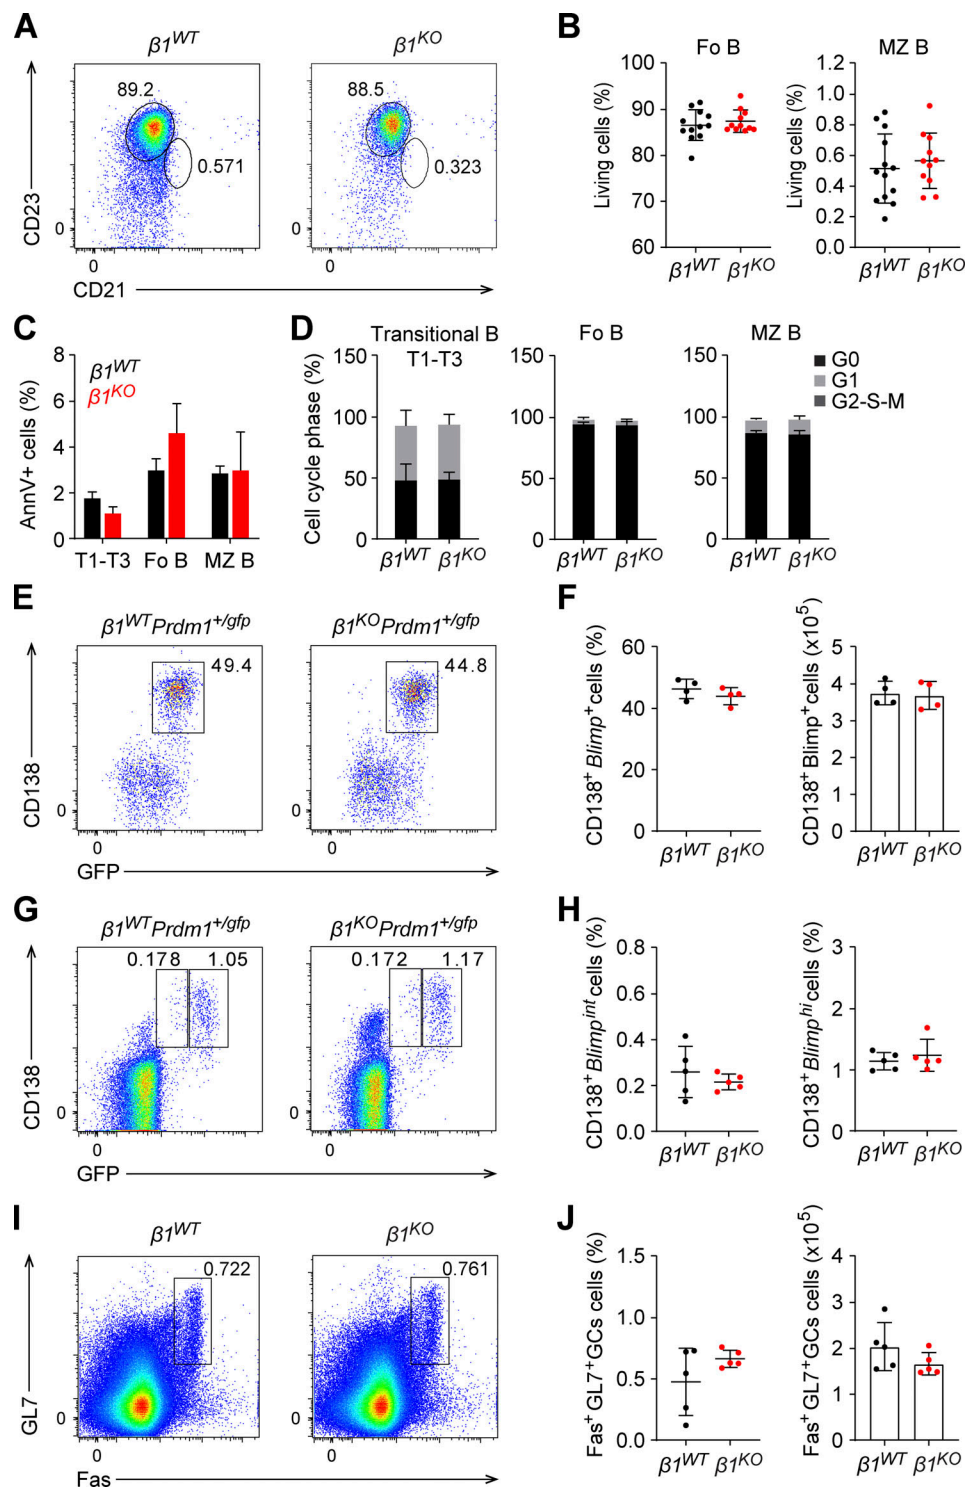 A
β1WT
β1KO
89.2
0.571
88.5
0.323
CD23
0
0
0
0
CD21
B
Fo B
MZ B
Living cells (%)
100
90
80
70
60
β1WT
β1KO
Living cells (%)
1.2
1.0
0.8
0.6
0.4
0.2
0.0
β1WT
β1KO
C
AnnV+ cells (%)
8
6
4
2
0
β1WT
β1KO
T1-T3
Fo B
MZ B
D
Transitional B
T1-T3
Fo B
MZ B
Cell cycle phase (%)
150
100
50
0
β1WT
β1KO
150
100
50
0
β1WT
β1KO
150
100
50
0
β1WT
β1KO
G0
G1
G2-S-M
E
β1WTPrdm1+/gfp
β1KOPrdm1+/gfp
49.4
44.8
CD138
0
0
0
0
GFP
F
CD138+ Blimp+ cells (%)
60
40
20
0
β1WT
β1KO
CD138+ Blimp+ cells (x105)
5
4
3
2
1
0
β1WT
β1KO
G
β1WTPrdm1+/gfp
β1KOPrdm1+/gfp
0.178
1.05
0.172
1.17
CD138
0
0
0
0
GFP
H
CD138+ Blimpint cells (%)
0.8
0.6
0.4
0.2
0.0
β1WT
β1KO
CD138+ Blimphi cells (%)
3
2
1
0
β1WT
β1KO
I
β1WT
β1KO
0.722
0.761
GL7
0
0
0
0
Fas
J
Fas+ GL7+GCs cells (%)
1.5
1.0
0.5
0.0
β1WT
β1KO
Fas+ GL7+GCs cells (x105)
4
3
2
1
0
β1WT
β1KO